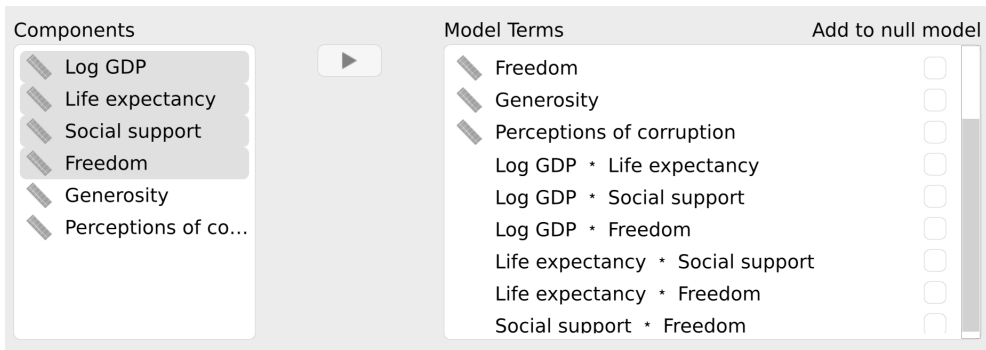 Components
Log GDP
Life expectancy
Social support
Freedom
Generosity
Perceptions of co...
Model Terms
Add to null model
Freedom
Generosity
Perceptions of corruption
Log GDP * Life expectancy
Log GDP * Social support
Log GDP * Freedom
Life expectancy * Social support
Life expectancy * Freedom
Social support * Freedom